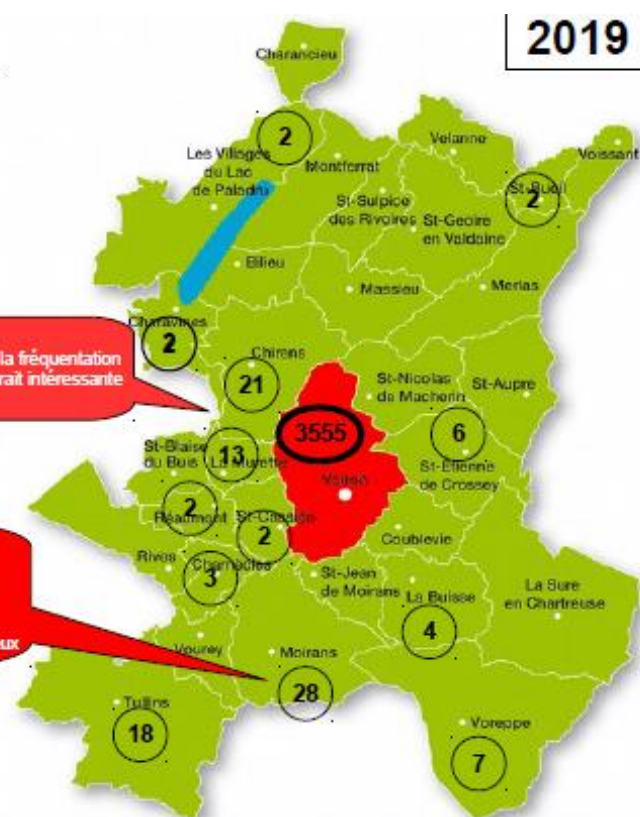 2019
Charancieu
2
Velanne
Voissant
Les Villages
du Lac
de Paladru
Montferrat
St-Bueil
2
St-Sulpice
des Rivoires
St-Geoire
en Valdaine
Bilieu
Massieu
Merlas
Charavines
2
la fréquentation
rait intéressante
Chirens
21
St-Nicolas
de Macherin
St-Aupre
3555
6
St-Blaise
du Buis
13
La Murette
St-Etienne
de Crossey
Voiron
2
Réaumont
St-Cassien
2
Coublevie
Rives
Charnècles
3
St-Jean
de Moirans
La Buisse
4
La Sure
en Chartreuse
ux
Vourey
Moirans
28
Tullins
18
Voreppe
7